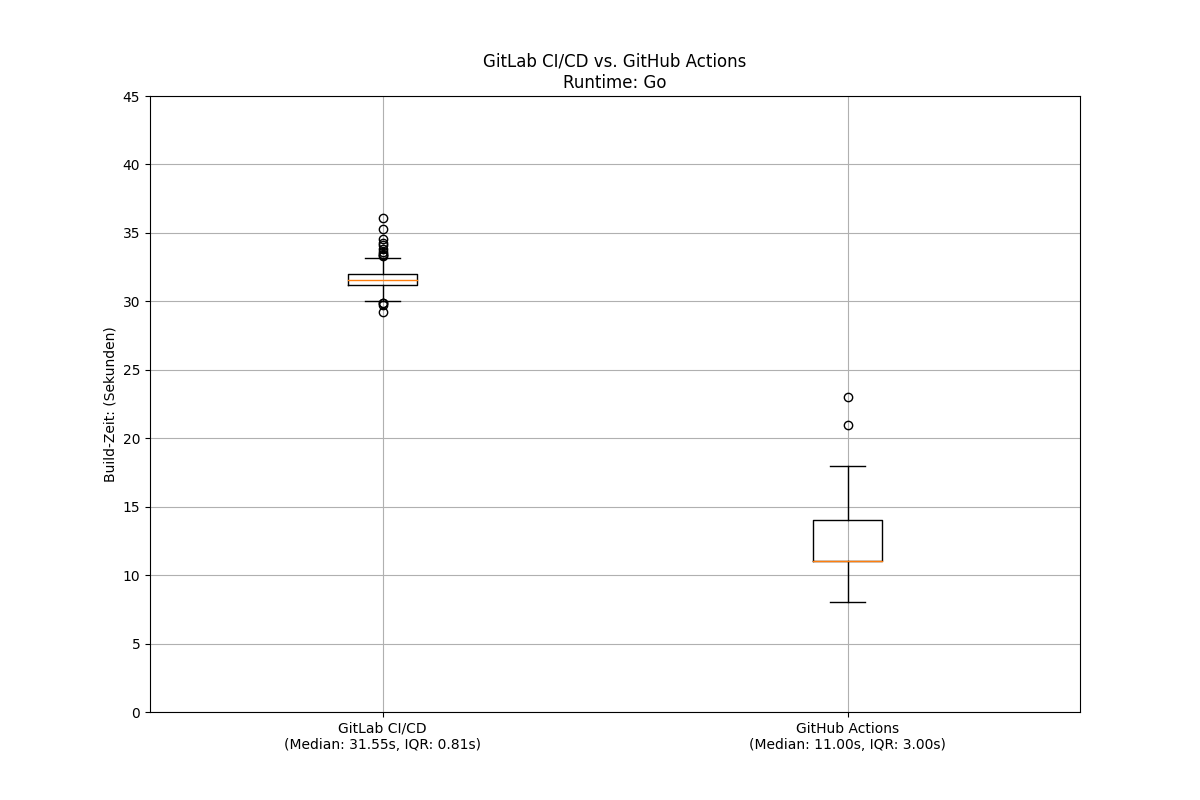 GitLab CI/CD vs. GitHub Actions
Runtime: Go
45
40
35
30
25
20
15
10
5
0
Build-Zeit: (Sekunden)
GitLab CI/CD
(Median: 31.55s, IQR: 0.81s)
GitHub Actions
(Median: 11.00s, IQR: 3.00s)